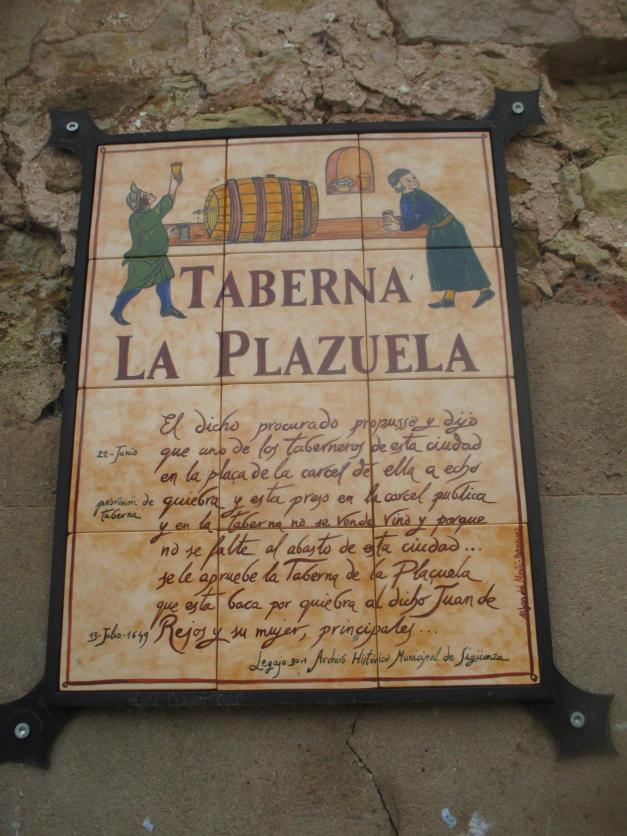 TABERNA
LA PLAZUELA
El dicho procurado propusso y dijo
22-Junio
que uno de los taberneros de esta ciudad
en la plaça de la carcel de ella a echo
provision de taberna
quiebra y esta preso en la carcel publica
y en la taberna no se vende vino y porque
no se falte al abasto de esta ciudad...
se le apruebe la Taberna de la Plaçuela
que esta baca por quiebra al dicho Juan de
13-Julio-1649
Rejos y su mujer, principales...
Legajo 30-1 Archivo Histórico Municipal de Sigüenza